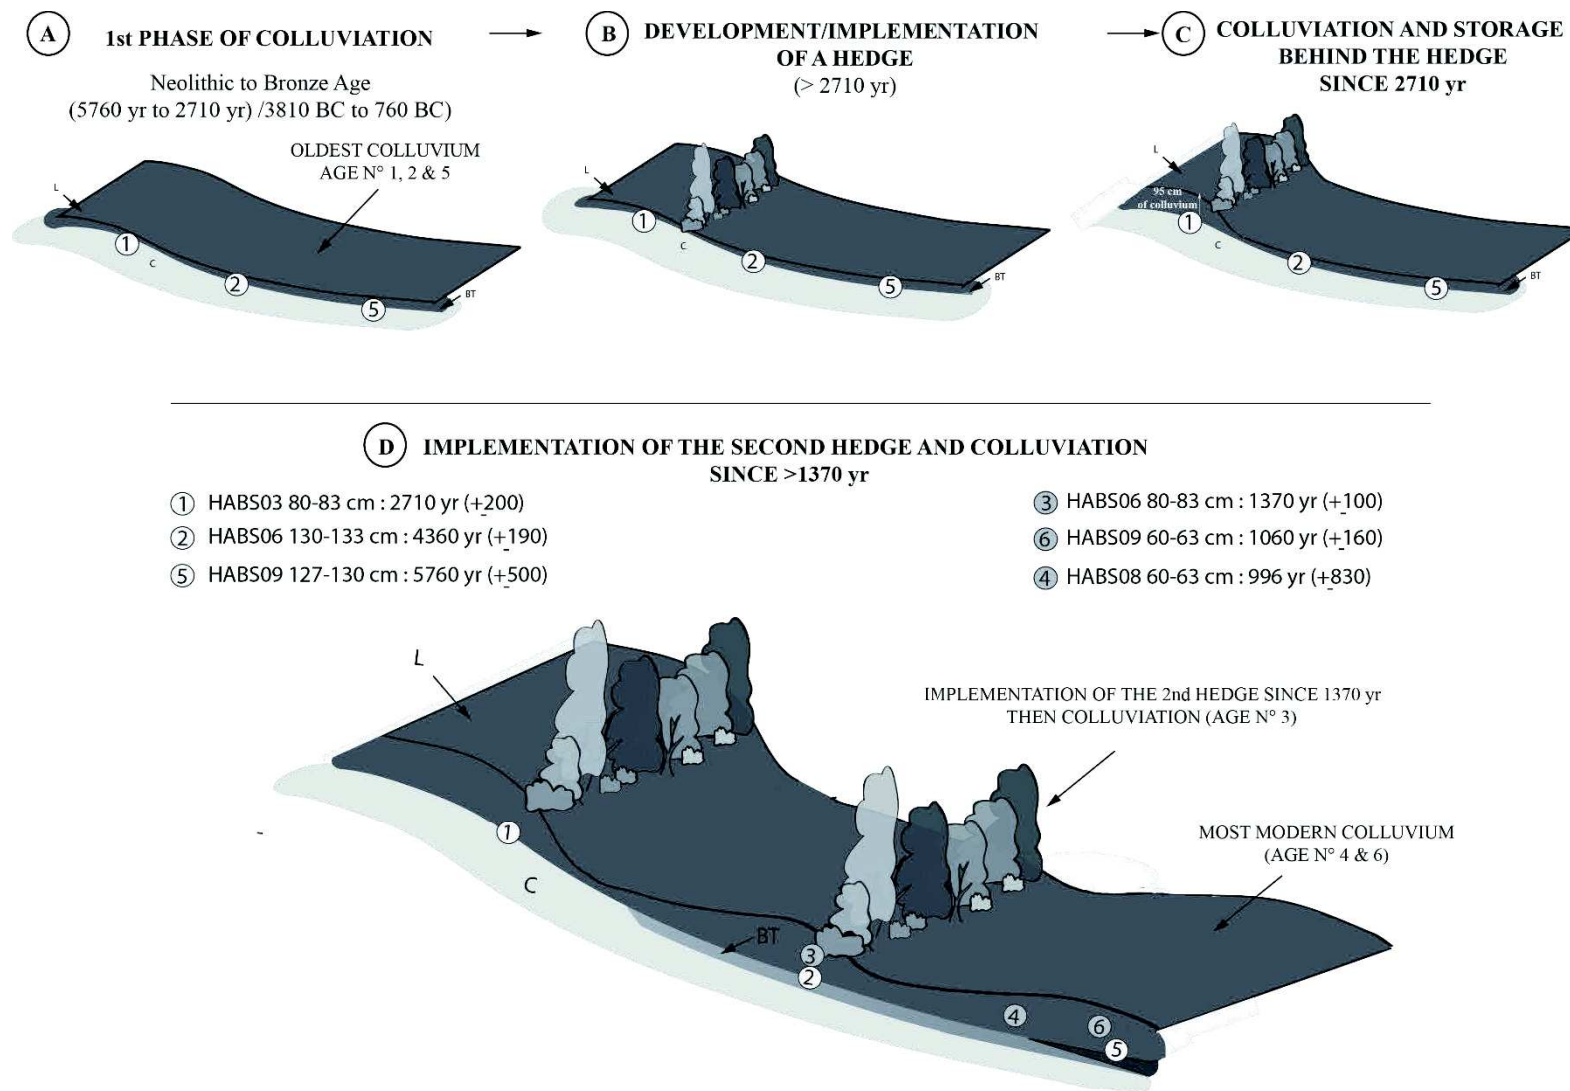 A
1st PHASE OF COLLUVIATION
Neolithic to Bronze Age
(5760 yr to 2710 yr) /3810 BC to 760 BC)
OLDEST COLLUVIUM
AGE N° 1, 2 & 5
L
1
C
2
5
BT
B
DEVELOPMENT/IMPLEMENTATION
OF A HEDGE
(> 2710 yr)
L
1
C
2
5
BT
C
COLLUVIATION AND STORAGE
BEHIND THE HEDGE
SINCE 2710 yr
L
95 cm
of colluvium
1
C
2
5
BT
D
IMPLEMENTATION OF THE SECOND HEDGE AND COLLUVIATION
SINCE >1370 yr
1 HABS03 80-83 cm : 2710 yr (±200)
2 HABS06 130-133 cm : 4360 yr (±190)
5 HABS09 127-130 cm : 5760 yr (±500)
3 HABS06 80-83 cm : 1370 yr (±100)
6 HABS09 60-63 cm : 1060 yr (±160)
4 HABS08 60-63 cm : 996 yr (±830)
L
IMPLEMENTATION OF THE 2nd HEDGE SINCE 1370 yr
THEN COLLUVIATION (AGE N° 3)
MOST MODERN COLLUVIUM
(AGE N° 4 & 6)
1
C
BT
3
2
4
6
5